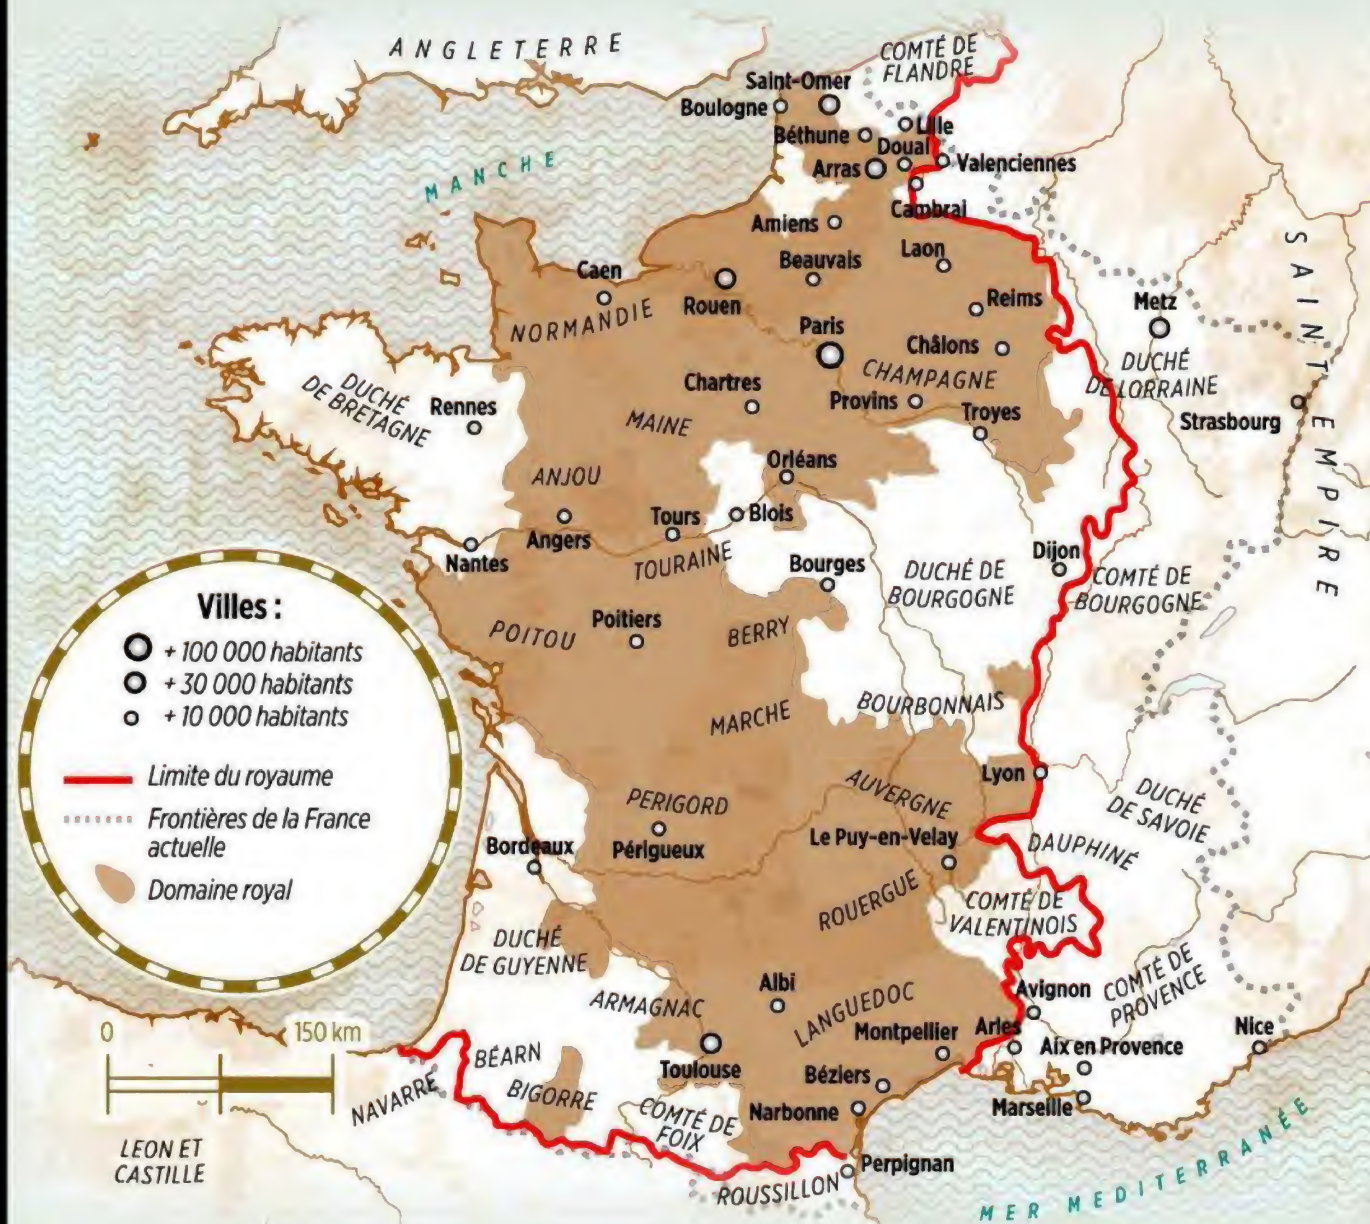 ANGLETERRE
COMTÉ DE
FLANDRE
Saint-Omer
Boulogne
Lille
Béthune
Douai
MANCHE
Arras
Valenciennes
Cambrai
Amiens
Laon
SAINT EMPIRE
Caen
Beauvais
Rouen
Reims
Metz
NORMANDIE
Paris
Châlons
DUCHÉ
DE LORRAINE
CHAMPAGNE
DUCHÉ
DE BRETAGNE
Rennes
Chartres
Provins
Troyes
Strasbourg
MAINE
Orléans
ANJOU
Tours
Blois
Angers
Nantes
TOURAINE
Bourges
DUCHÉ DE
BOURGOGNE
Dijon
COMTÉ DE
BOURGOGNE
POITOU
Poitiers
BERRY
Villes :
+ 100 000 habitants
+ 30 000 habitants
+ 10 000 habitants
Limite du royaume
Frontières de la France
actuelle
Domaine royal
MARCHE
BOURBONNAIS
Lyon
AUVERGNE
DUCHÉ
DE SAVOIE
PERIGORD
Périgueux
Bordeaux
Le Puy-en-Velay
DAUPHINÉ
ROUERGUE
COMTÉ DE
VALENTINOIS
DUCHÉ
DE GUYENNE
Albi
ARMAGNAC
LANGUEDOC
Avignon
COMTÉ DE
PROVENCE
Montpellier
Arles
Nice
Aix en Provence
0
150 km
Toulouse
BÉARN
BIGORRE
NAVARRE
Béziers
Marseille
Narbonne
COMTÉ DE
FOIX
LEON ET
CASTILLE
Perpignan
ROUSSILLON
MER MEDITERRANÉE